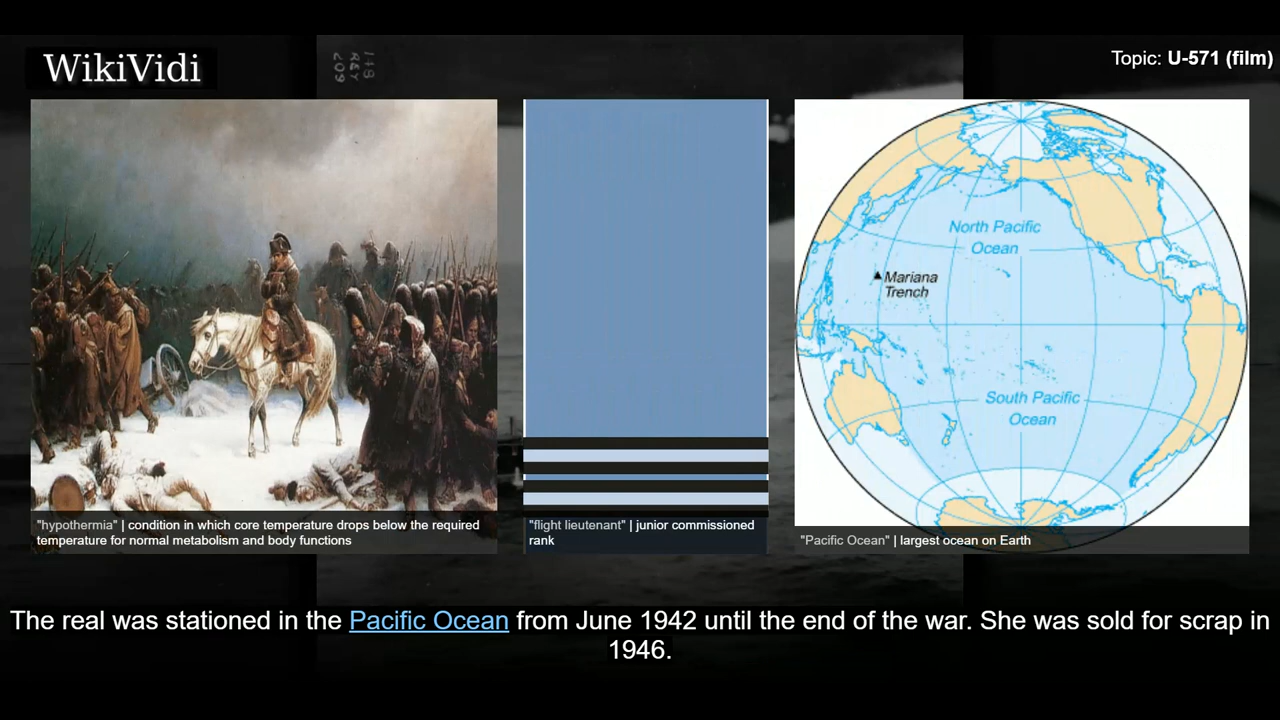 WikiVidi
Topic: U-571 (film)
North Pacific
Ocean
Mariana
Trench
South Pacific
Ocean
"hypothermia" | condition in which core temperature drops below the required
temperature for normal metabolism and body functions
"flight lieutenant" | junior commissioned
rank
"Pacific Ocean" | largest ocean on Earth
The real was stationed in the Pacific Ocean from June 1942 until the end of the war. She was sold for scrap in
1946.